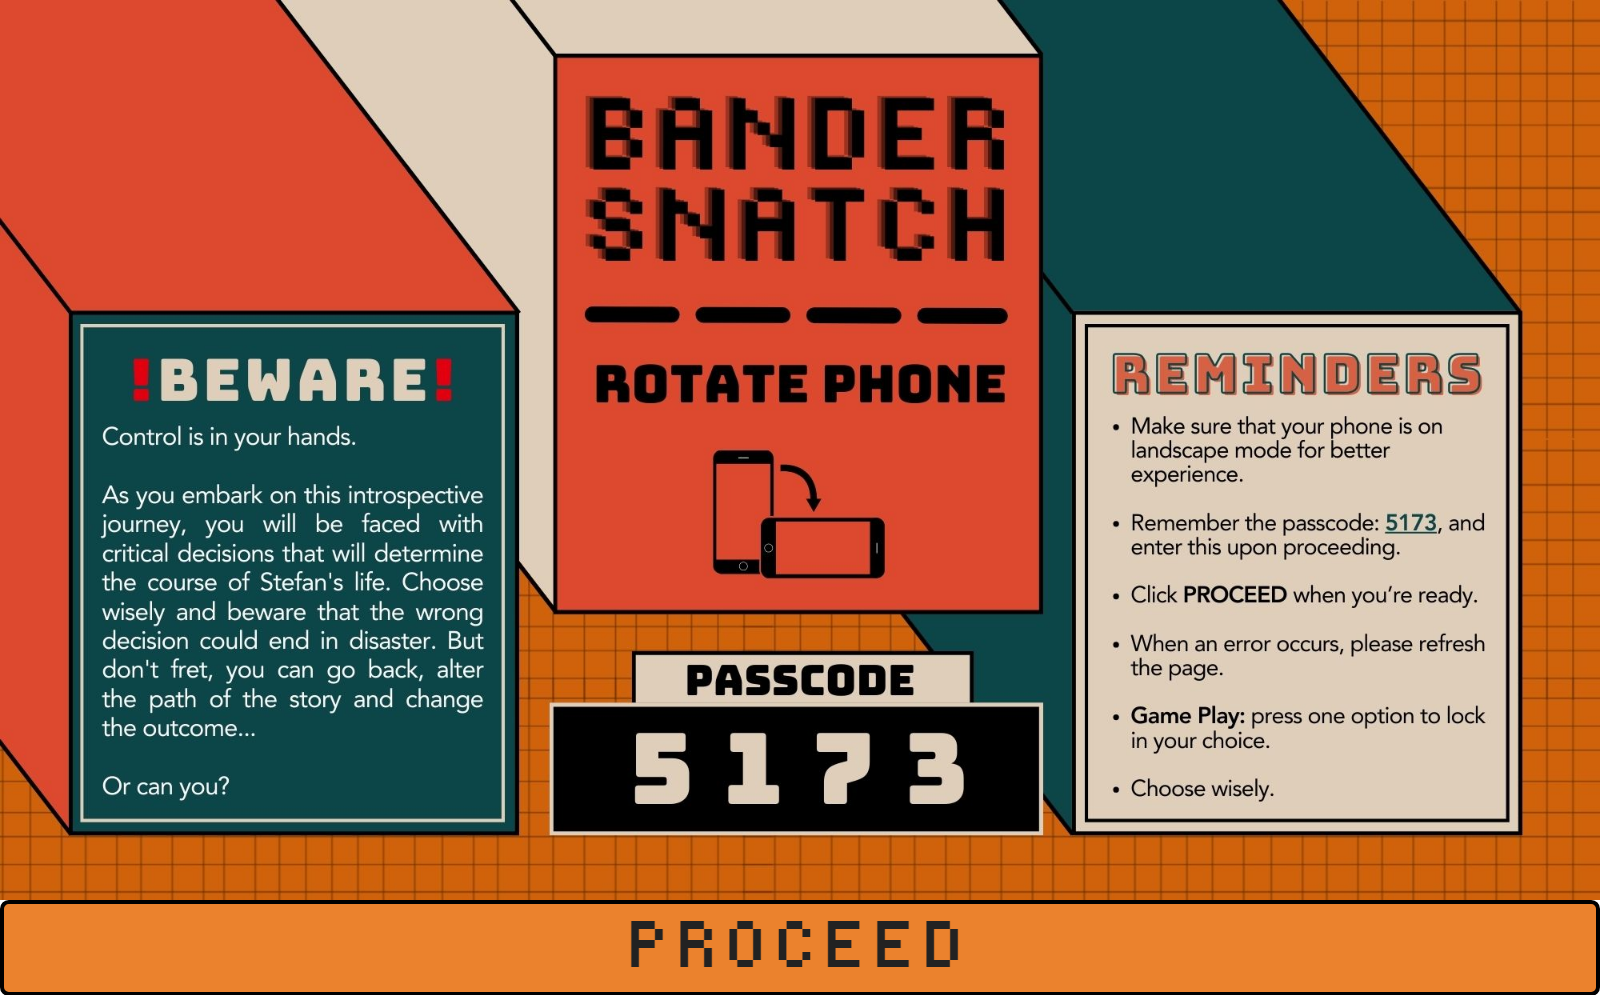 BANDER
SNATCH
ROTATE PHONE
!BEWARE!
Control is in your hands.
As you embark on this introspective
journey, you will be faced with
critical decisions that will determine
the course of Stefan's life. Choose
wisely and beware that the wrong
decision could end in disaster. But
don't fret, you can go back, alter
the path of the story and change
the outcome...
Or can you?
PASSCODE
5173
REMINDERS
• Make sure that your phone is on
landscape mode for better
experience.
• Remember the passcode: 5173, and
enter this upon proceeding.
• Click PROCEED when you’re ready.
• When an error occurs, please refresh
the page.
• Game Play: press one option to lock
in your choice.
• Choose wisely.
PROCEED